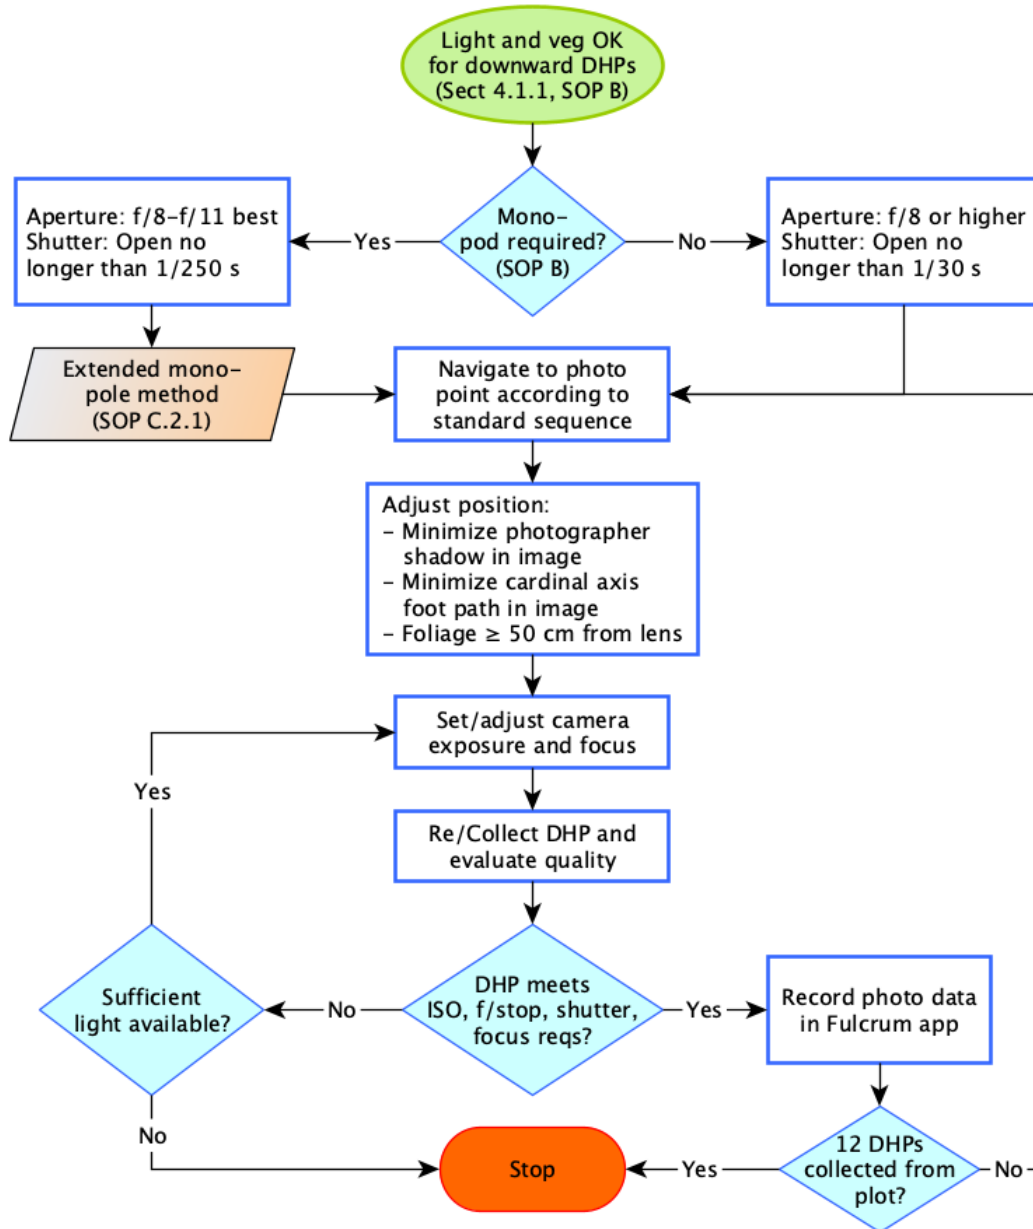 Light and veg OK
for downward DHPs
(Sect 4.1.1, SOP B)
Mono-
pod required?
(SOP B)
Yes
No
Aperture: f/8–f/11 best
Shutter: Open no
longer than 1/250 s
Aperture: f/8 or higher
Shutter: Open no
longer than 1/30 s
Extended mono-
pole method
(SOP C.2.1)
Navigate to photo
point according to
standard sequence
Adjust position:
– Minimize photographer
shadow in image
– Minimize cardinal axis
foot path in image
– Foliage ≥ 50 cm from lens
Set/adjust camera
exposure and focus
Yes
Re/Collect DHP and
evaluate quality
Sufficient
light available?
No
DHP meets
ISO, f/stop, shutter,
focus reqs?
Yes
Record photo data
in Fulcrum app
No
Stop
Yes
12 DHPs
collected from
plot?
No